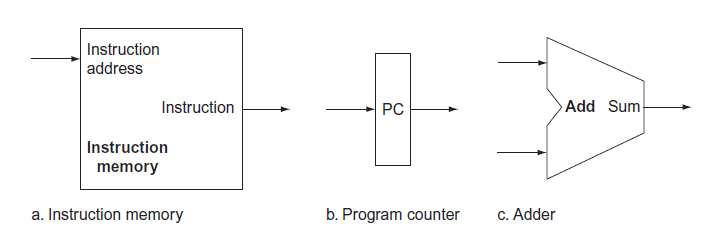 Instruction
address
Instruction
Instruction
memory
PC
Add Sum
a. Instruction memory
b. Program counter
c. Adder